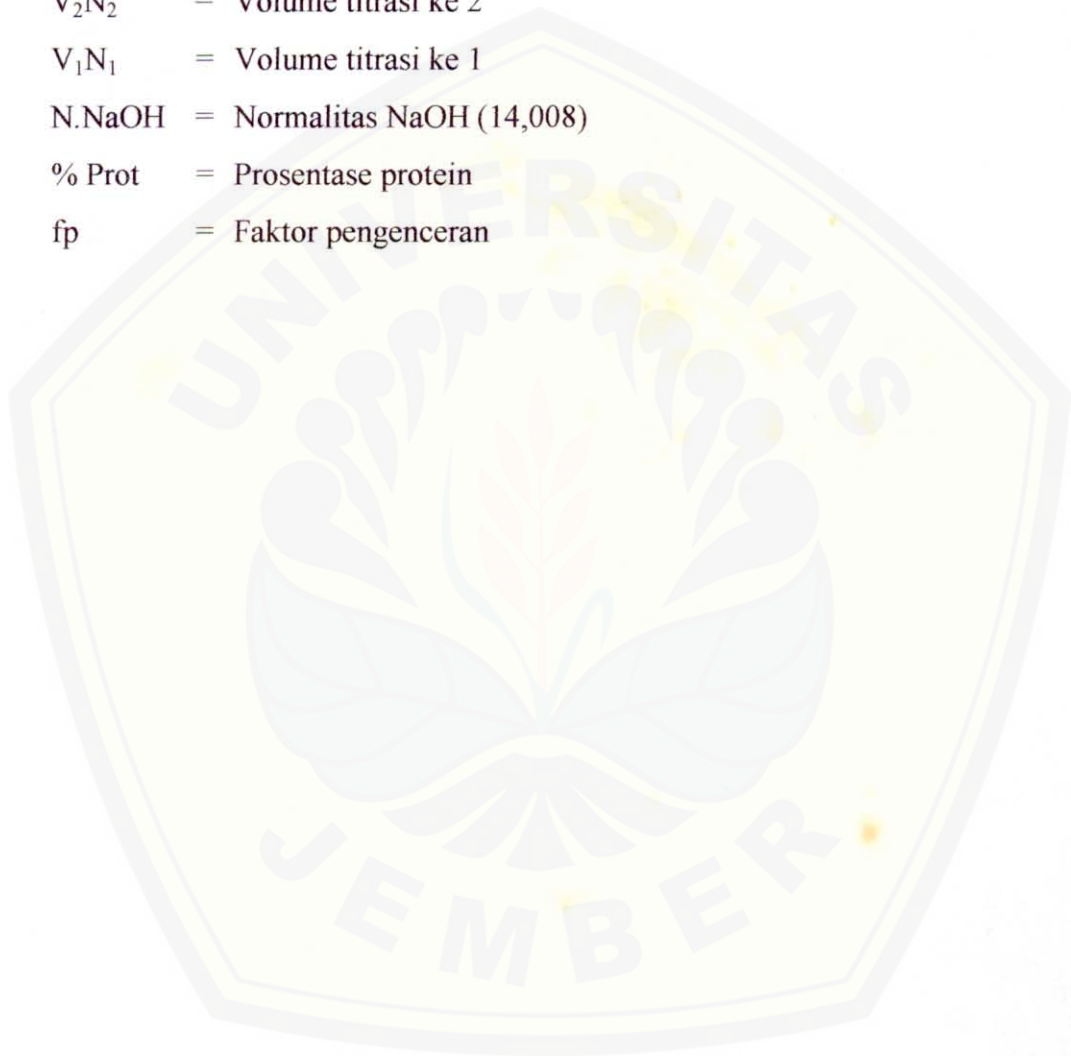 V₂N₂ = Volume titrasi ke 2
V₁N₁ = Volume titrasi ke 1
N.NaOH = Normalitas NaOH (14,008)
% Prot = Prosentase protein
fp = Faktor pengenceran
UNIVERSITAS
JEMBER